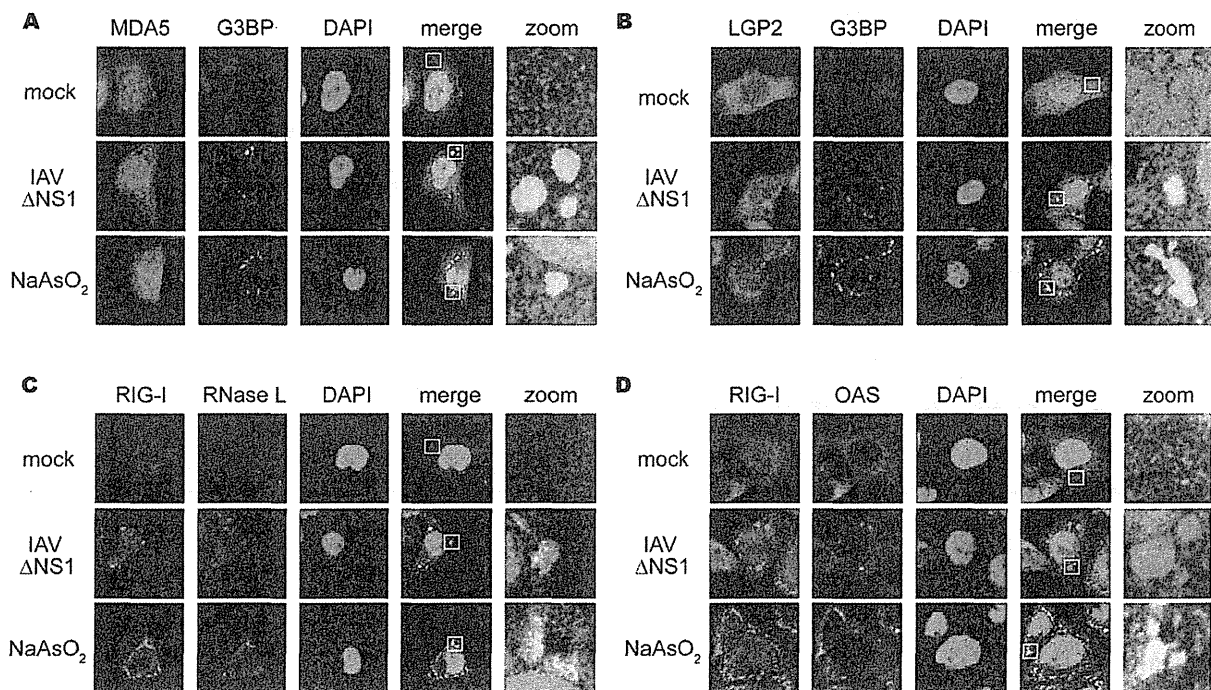 A MDA5 G3BP DAPI merge zoom
mock
IAV
ΔNS1
NaAsO₂
B LGP2 G3BP DAPI merge zoom
mock
IAV
ΔNS1
NaAsO₂
C RIG-I RNase L DAPI merge zoom
mock
IAV
ΔNS1
NaAsO₂
D RIG-I OAS DAPI merge zoom
mock
IAV
ΔNS1
NaAsO₂